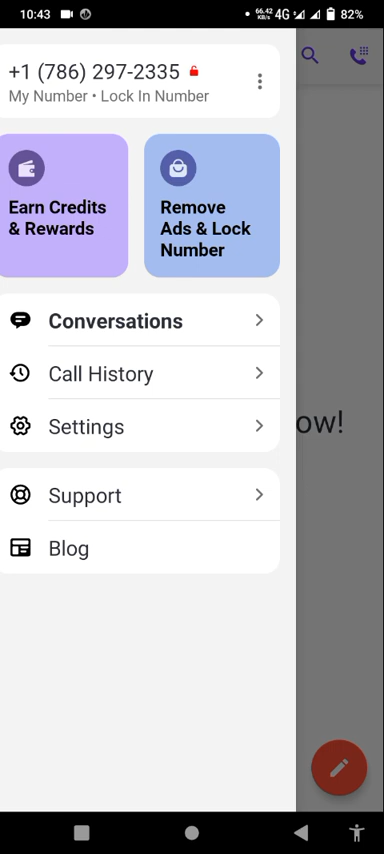 10:43
66.42 KB/s 4G 82%
+1 (786) 297-2335
My Number • Lock In Number
Earn Credits
& Rewards
Remove
Ads & Lock
Number
Conversations
Call History
ow!
Settings
Support
Blog